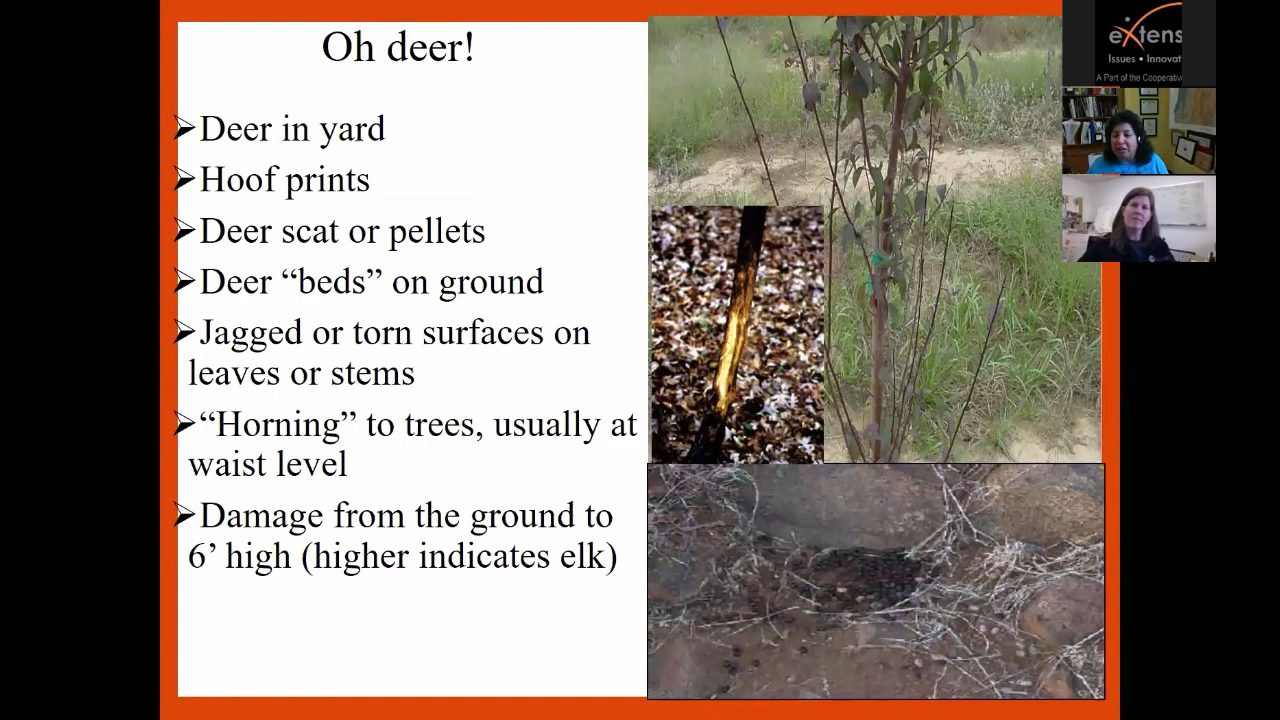 Oh deer!
Deer in yard
Hoof prints
Deer scat or pellets
Deer “beds” on ground
Jagged or torn surfaces on
leaves or stems
“Horning” to trees, usually at
waist level
Damage from the ground to
6’ high (higher indicates elk)
eXtens
Issues • Innovat
A Part of the Cooperative